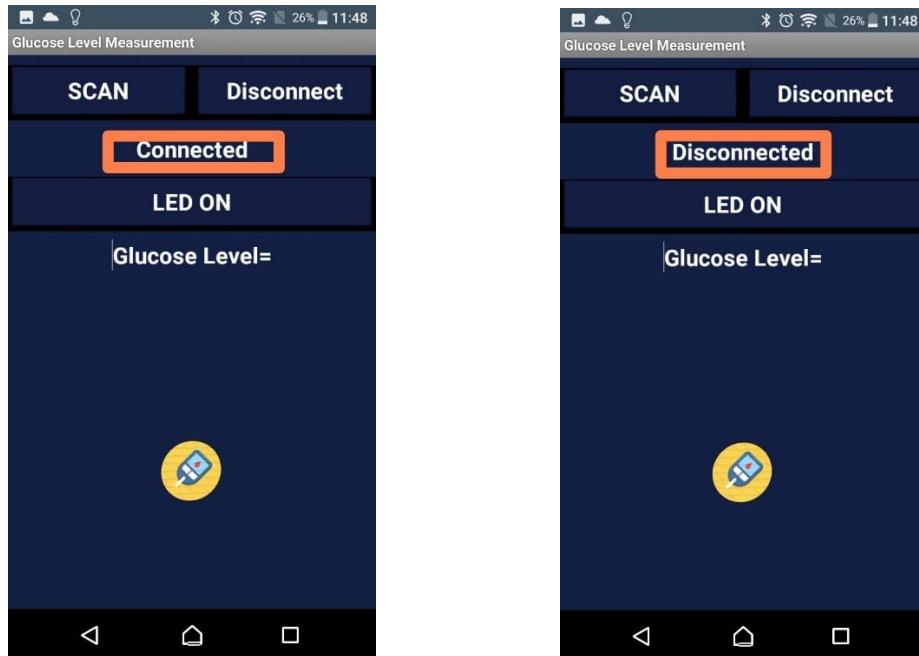 26% 11:48
Glucose Level Measurement
SCAN Disconnect
Connected
LED ON
Glucose Level=
26% 11:48
Glucose Level Measurement
SCAN Disconnect
Disconnected
LED ON
Glucose Level=